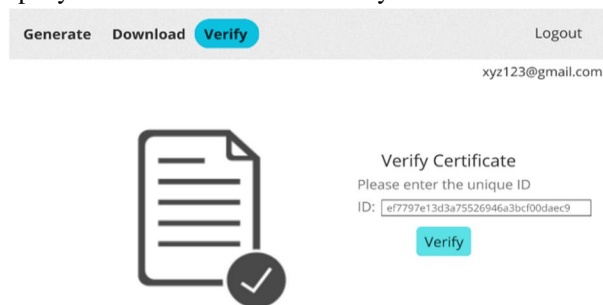 Generate Download Verify Logout
xyz123@gmail.com
Verify Certificate
Please enter the unique ID
ID: ef7797e13d3a75526946a3bcf00daec9
Verify